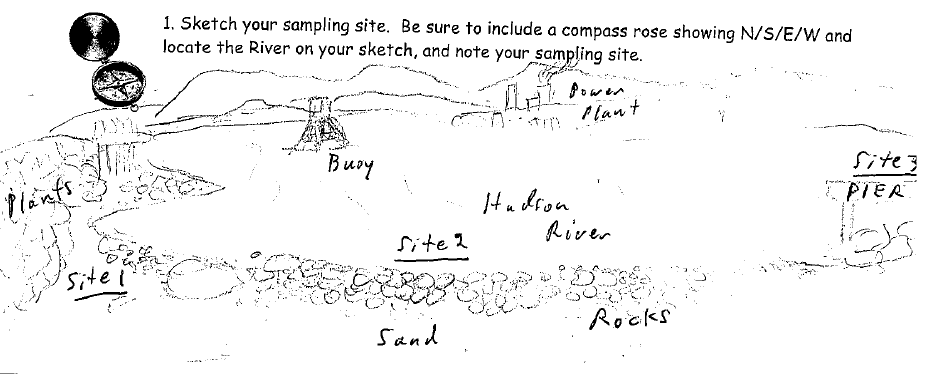 1. Sketch your sampling site. Be sure to include a compass rose showing N/S/E/W and
locate the River on your sketch, and note your sampling site.
Power
Plant
Buoy
Site 3
PIER
Plants
Hudson
River
Site 2
Site 1
Rocks
Sand